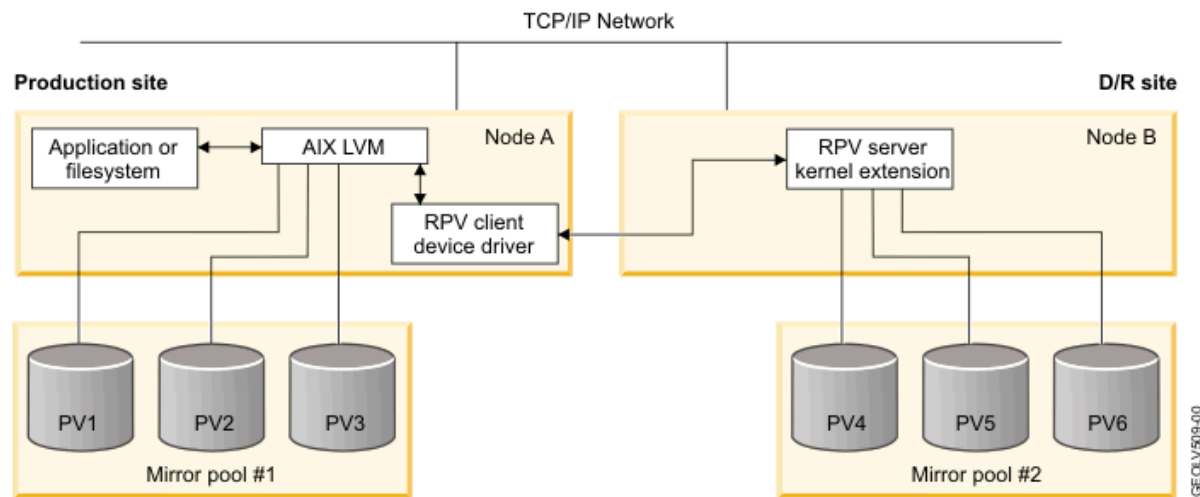 TCP/IP Network
Production site
D/R site
Application or
filesystem
AIX LVM
Node A
RPV client
device driver
RPV server
kernel extension
Node B
PV1
PV2
PV3
Mirror pool #1
PV4
PV5
PV6
Mirror pool #2
GEOLV509-00